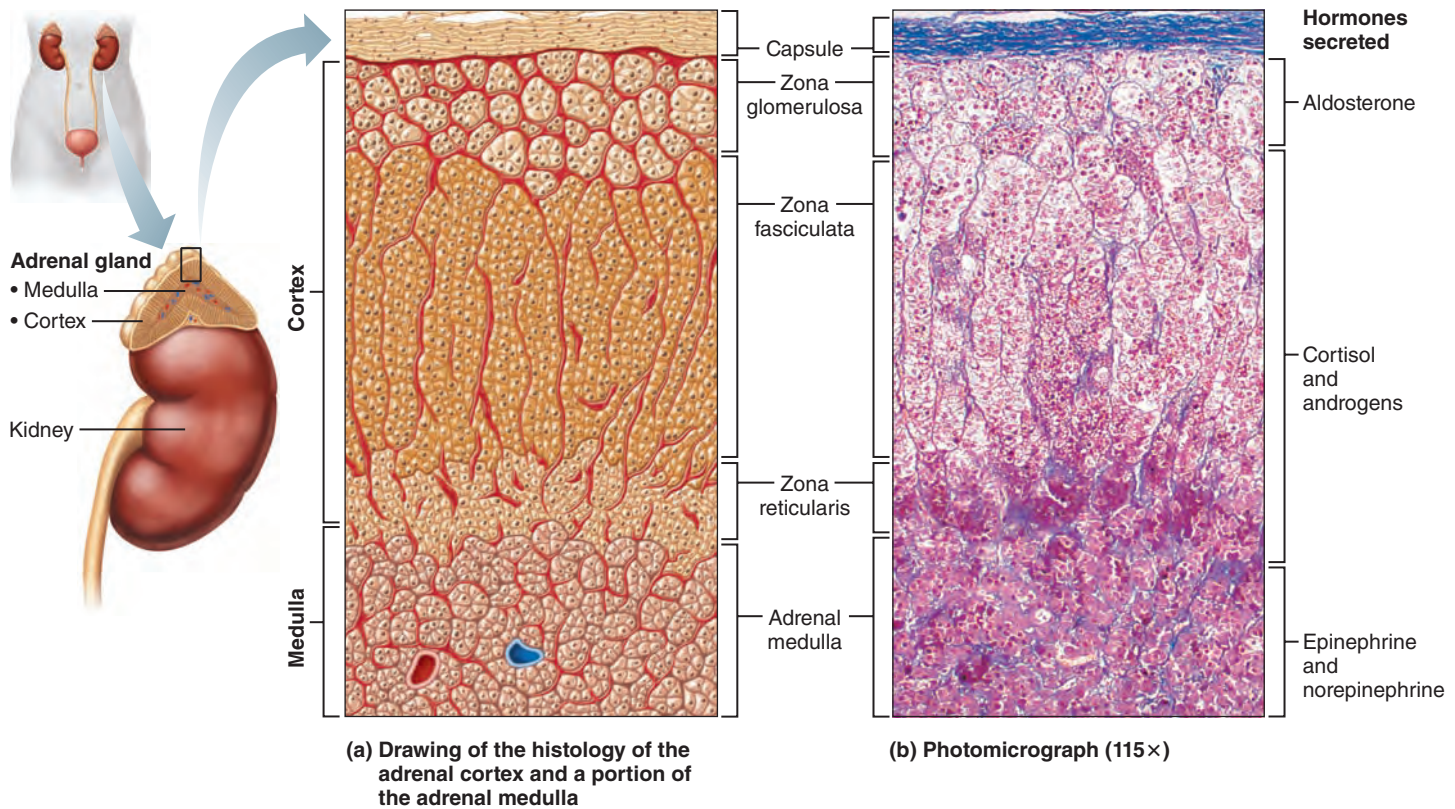 Adrenal gland
• Medulla
• Cortex
Kidney
Cortex
Medulla
Capsule
Zona
glomerulosa
Zona
fasciculata
Zona
reticularis
Adrenal
medulla
Hormones
secreted
Aldosterone
Cortisol
and
androgens
Epinephrine
and
norepinephrine
(a) Drawing of the histology of the
adrenal cortex and a portion of
the adrenal medulla
(b) Photomicrograph (115×)